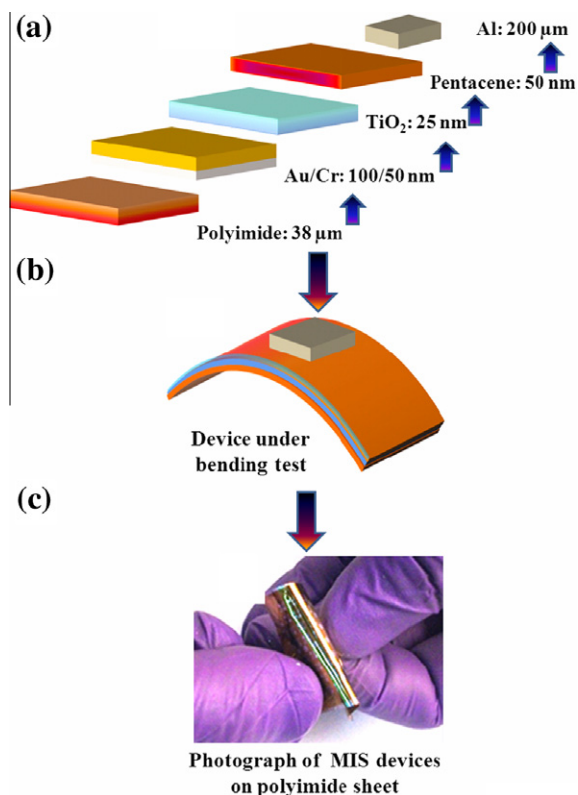 (a)
Al: 200 µm
Pentacene: 50 nm
TiO₂: 25 nm
Au/Cr: 100/50 nm
Polyimide: 38 µm
(b)
Device under
bending test
(c)
Photograph of MIS devices
on polyimide sheet